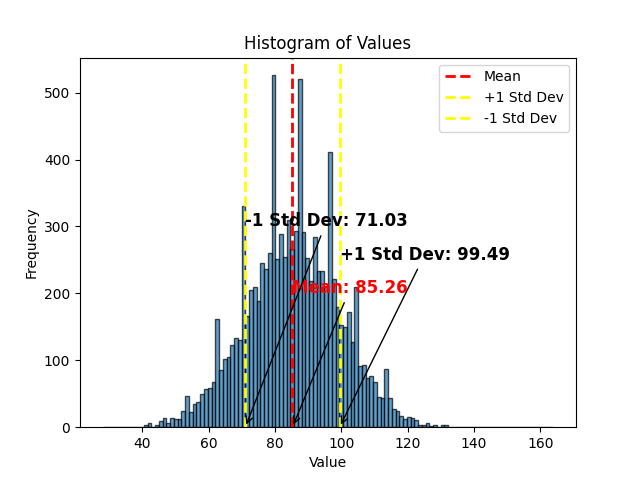 Histogram of Values
Mean
+1 Std Dev
-1 Std Dev
500
400
300
200
100
0
Frequency
-1 Std Dev: 71.03
+1 Std Dev: 99.49
Mean: 85.26
40 60 80 100 120 140 160
Value